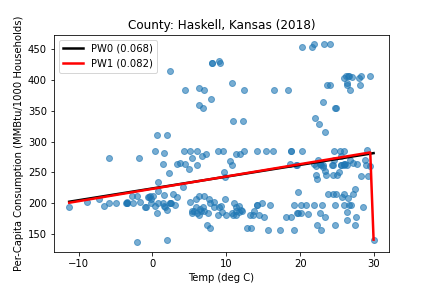 County: Haskell, Kansas (2018)
PW0 (0.068)
PW1 (0.082)
Per-Capita Consumption (MMBtu/1000 Households)
450
400
350
300
250
200
150
−10
0
10
20
30
Temp (deg C)